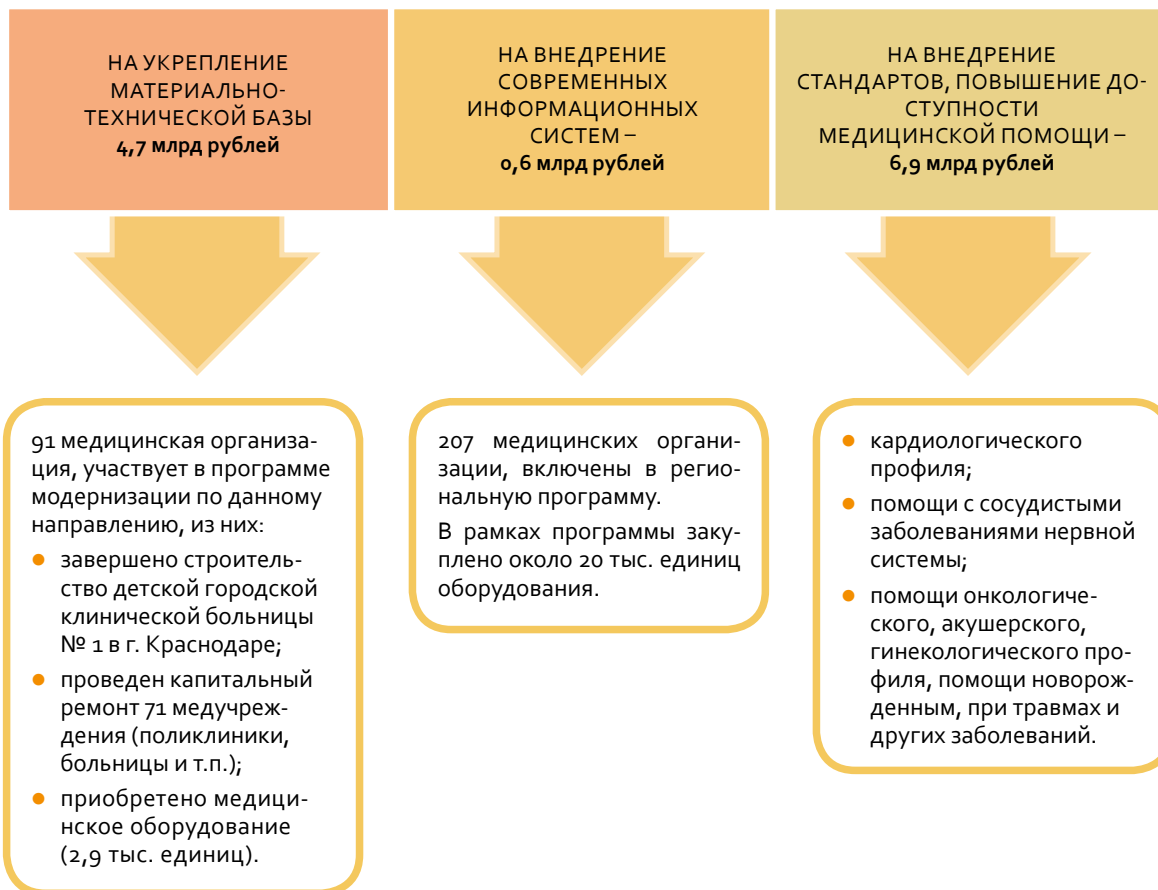 НА УКРЕПЛЕНИЕ
МАТЕРИАЛЬНО-
ТЕХНИЧЕСКОЙ БАЗЫ
4,7 млрд рублей
НА ВНЕДРЕНИЕ
СОВРЕМЕННЫХ
ИНФОРМАЦИОННЫХ
СИСТЕМ –
0,6 млрд рублей
НА ВНЕДРЕНИЕ
СТАНДАРТОВ, ПОВЫШЕНИЕ ДО-
СТУПНОСТИ
МЕДИЦИНСКОЙ ПОМОЩИ –
6,9 млрд рублей
91 медицинская организа-
ция, участвует в программе
модернизации по данному
направлению, из них:
● завершено строитель-
ство детской городской
клинической больницы
№ 1 в г. Краснодаре;
● проведен капитальный
ремонт 71 медучреж-
дения (поликлиники,
больницы и т.п.);
● приобретено медици-
нское оборудование
(2,9 тыс. единиц).
207 медицинских органи-
зации, включены в реги-
ональную программу.
В рамках программы заку-
плено около 20 тыс. единиц
оборудования.
● кардиологического
профиля;
● помощи с сосудистыми
заболеваниями нервной
системы;
● помощи онкологиче-
ского, акушерского,
гинекологического про-
филя, помощи новорож-
денным, при травмах и
других заболеваний.